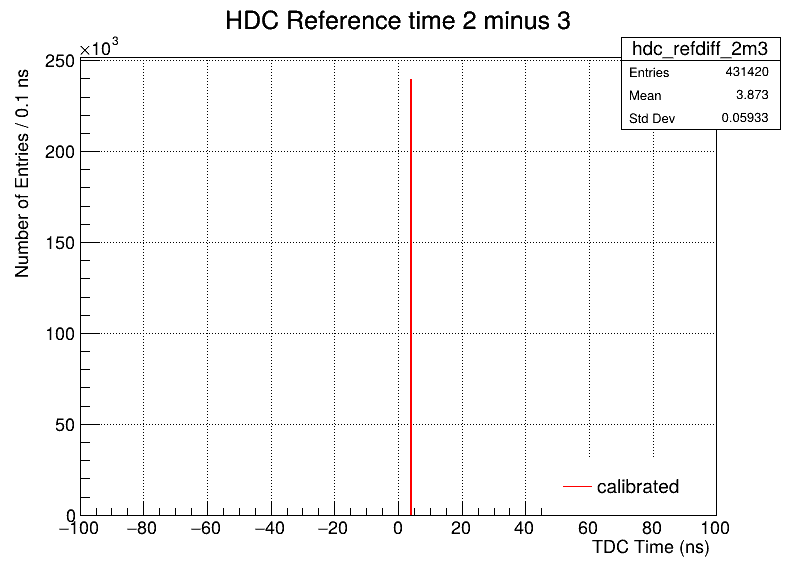 HDC Reference time 2 minus 3
hdc_refdiff_2m3
Entries 431420
Mean 3.873
Std Dev 0.05933
×10³
Number of Entries / 0.1 ns
250
200
150
100
50
0
−100 −80 −60 −40 −20 0 20 40 60 80 100
TDC Time (ns)
calibrated